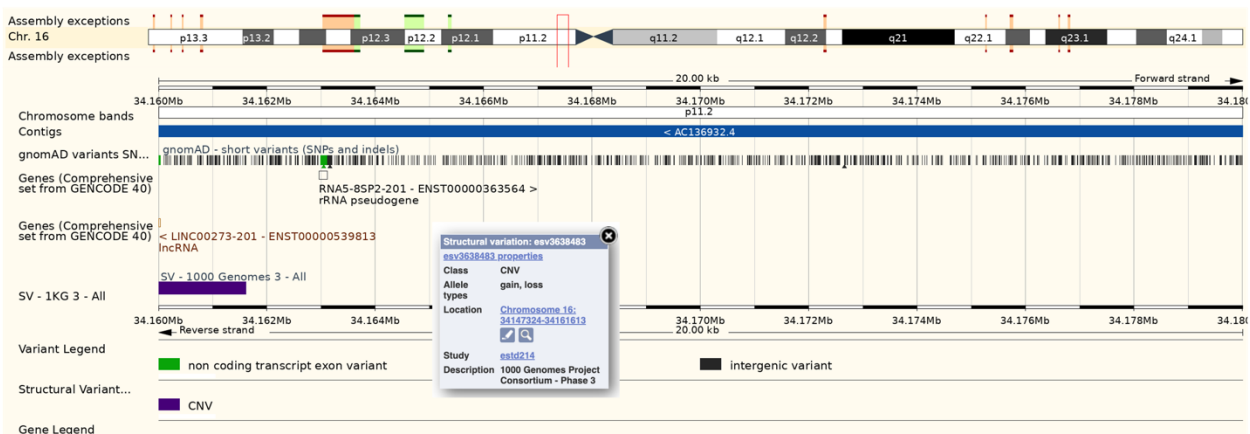 Assembly exceptions
Chr. 16
p13.3 p13.2 p12.3 p12.2 p12.1 p11.2 q11.2 q12.1 q12.2 q21 q22.1 q23.1 q24.1
Assembly exceptions
20.00 kb Forward strand
34.160Mb 34.162Mb 34.164Mb 34.166Mb 34.168Mb 34.170Mb 34.172Mb 34.174Mb 34.176Mb 34.178Mb 34.180
Chromosome bands p11.2
Contigs < AC136932.4
gnomAD variants SN... gnomAD - short variants (SNPs and indels)
Genes (Comprehensive
set from GENCODE 40)
RNA5-8SP2-201 - ENST00000363564 >
rRNA pseudogene
Genes (Comprehensive
set from GENCODE 40) < LINC00273-201 - ENST00000539813
lncRNA
SV - 1000 Genomes 3 - All
SV - 1KG 3 - All
Structural variation: esv3638483
esv3638483 properties
Class CNV
Allele types gain, loss
Location Chromosome 16:
34147324-34161613
Study estd214
Description 1000 Genomes Project
Consortium - Phase 3
34.160Mb 34.162Mb 34.164Mb 34.170Mb 34.172Mb 34.174Mb 34.176Mb 34.178Mb 34.180
Reverse strand 20.00 kb
Variant Legend
non coding transcript exon variant intergenic variant
Structural Variant...
CNV
Gene Legend